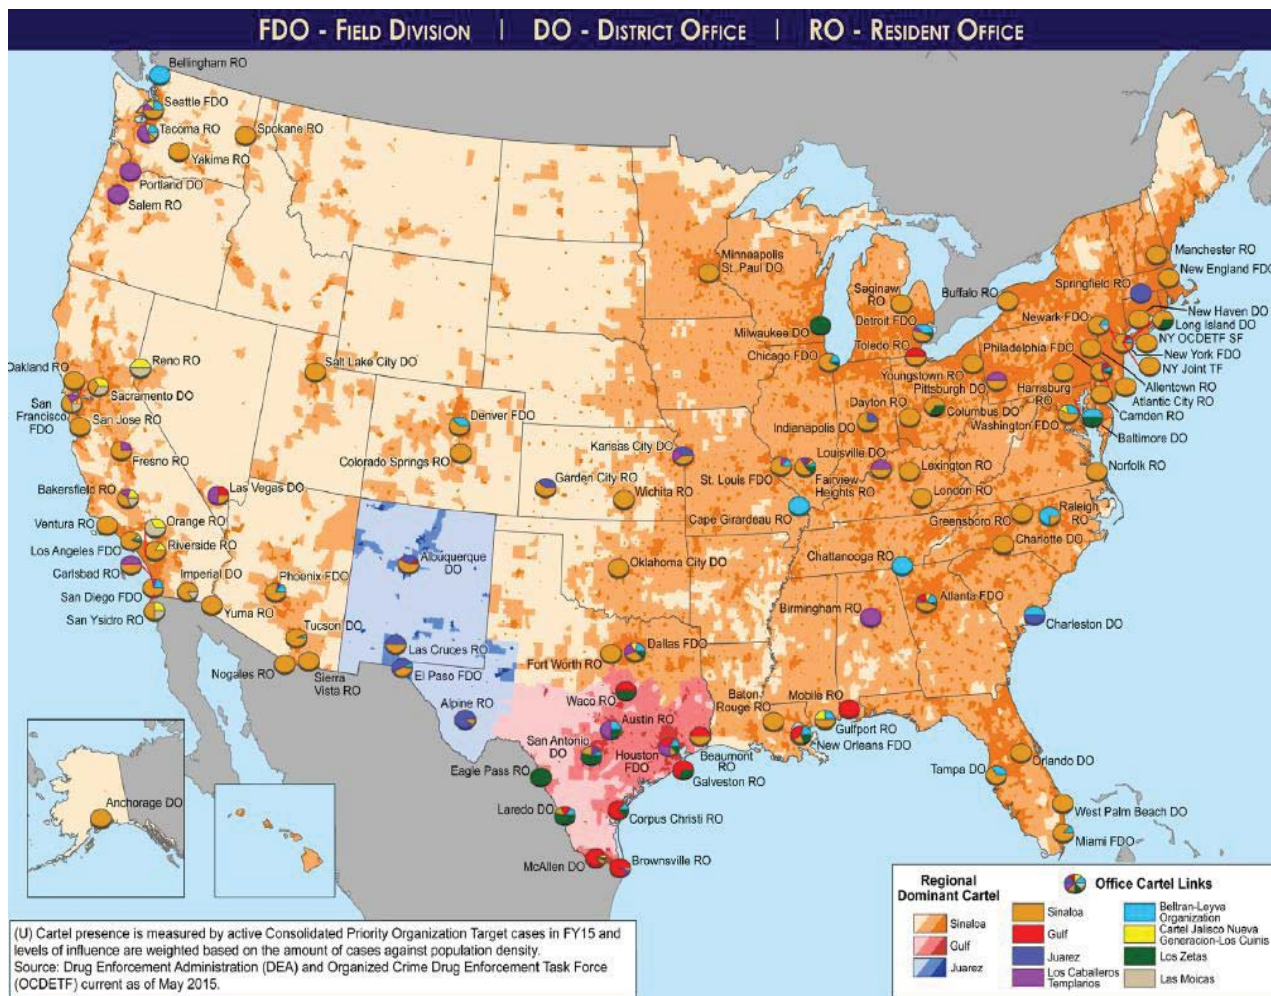 FDO - FIELD DIVISION | DO - DISTRICT OFFICE | RO - RESIDENT OFFICE
Bellingham RO
Seattle FDO
Tacoma RO
Spokane RO
Yakima RO
Portland DO
Salem RO
Minneapolis
St. Paul DO
Manchester RO
New England FDO
Saginaw
RO
Buffalo RO
Springfield RO
Detroit FDO
Newark FDO
New Haven DO
Long Island DO
Milwaukee DO
NY OCDETF SF
Toledo RO
Philadelphia FDO
Chicago FDO
New York FDO
NY Joint TF
Reno RO
Salt Lake City DO
Oakland RO
Sacramento DO
Youngstown RO
Pittsburgh DO
Harrisburg
RO
Allentown RO
Atlantic City RO
Dayton RO
San
Francisco
FDO
San Jose RO
Denver FDO
Columbus DO
Washington FDO
Camden RO
Indianapolis DO
Baltimore DO
Kansas City DO
Colorado Springs RO
Fresno RO
Louisville DO
Lexington RO
Norfolk RO
Garden City RO
St. Louis FDO
Fairview
Heights RO
Bakersfield RO
Las Vegas DO
Wichita RO
London RO
Cape Girardeau RO
Greensboro RO
Raleigh
RO
Ventura RO
Orange RO
Los Angeles FDO
Riverside RO
Charlotte DO
Carlsbad RO
Imperial DO
Albuquerque
DO
Chattanooga RO
Oklahoma City DO
Phoenix FDO
San Diego FDO
San Ysidro RO
Yuma RO
Birmingham RO
Atlanta FDO
Tucson DO
Charleston DO
Las Cruces RO
Dallas FDO
Fort Worth RO
Nogales RO
Sierra
Vista RO
El Paso FDO
Waco RO
Baton
Rouge RO
Mobile RO
Alpine RO
Austin RO
Gulfport RO
New Orleans FDO
San Antonio
DO
Houston
FDO
Beaumont
RO
Orlando DO
Eagle Pass RO
Galveston RO
Tampa DO
Anchorage DO
Laredo DO
Corpus Christi RO
West Palm Beach DO
Miami FDO
McAllen DO
Brownsville RO
Regional
Dominant Cartel
Sinaloa
Gulf
Juarez
Office Cartel Links
Sinaloa
Gulf
Juarez
Los Caballeros
Templarios
Beltran-Leyva
Organization
Cartel Jalisco Nueva
Generacion-Los Cuinis
Los Zetas
Las Moicas
(U) Cartel presence is measured by active Consolidated Priority Organization Target cases in FY15 and
levels of influence are weighted based on the amount of cases against population density.
Source: Drug Enforcement Administration (DEA) and Organized Crime Drug Enforcement Task Force
(OCDETF) current as of May 2015.